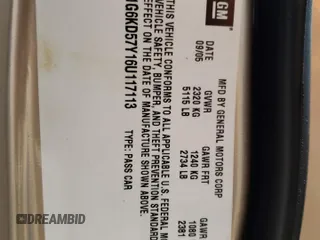 GM
MFD BY GENERAL MOTORS CORP
DATE GVWR GAWR FRT GAWR
09/05 2320 KG 1240 KG 1080
5115 LB 2734 LB 2381
THIS VEHICLE CONFORMS TO ALL APPLICABLE U.S. FEDERAL M
VEHICLE SAFETY, BUMPER, AND THEFT PREVENTION STANDAR
EFFECT ON THE DATE OF MANUFACTURE SHOWN ABOVE.
1G6KD57Y16U117113 TYPE: PASS CAR
DREAMBID